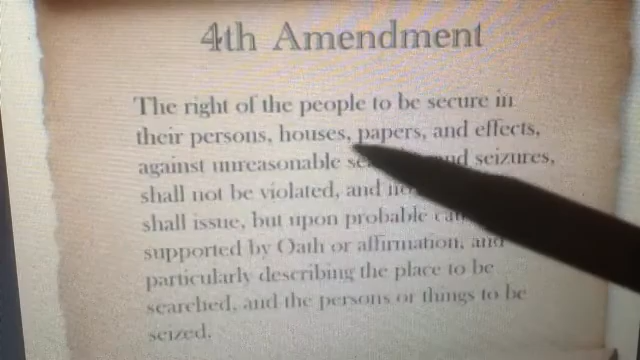 4th Amendment
The right of the people to be secure in
their persons, houses, papers, and effects,
against unreasonable seizures,
shall not be violated, and
shall issue, but upon probable
supported by Oath or affirmation, and
particularly describing the place to be
searched, and the persons or things to be
seized.